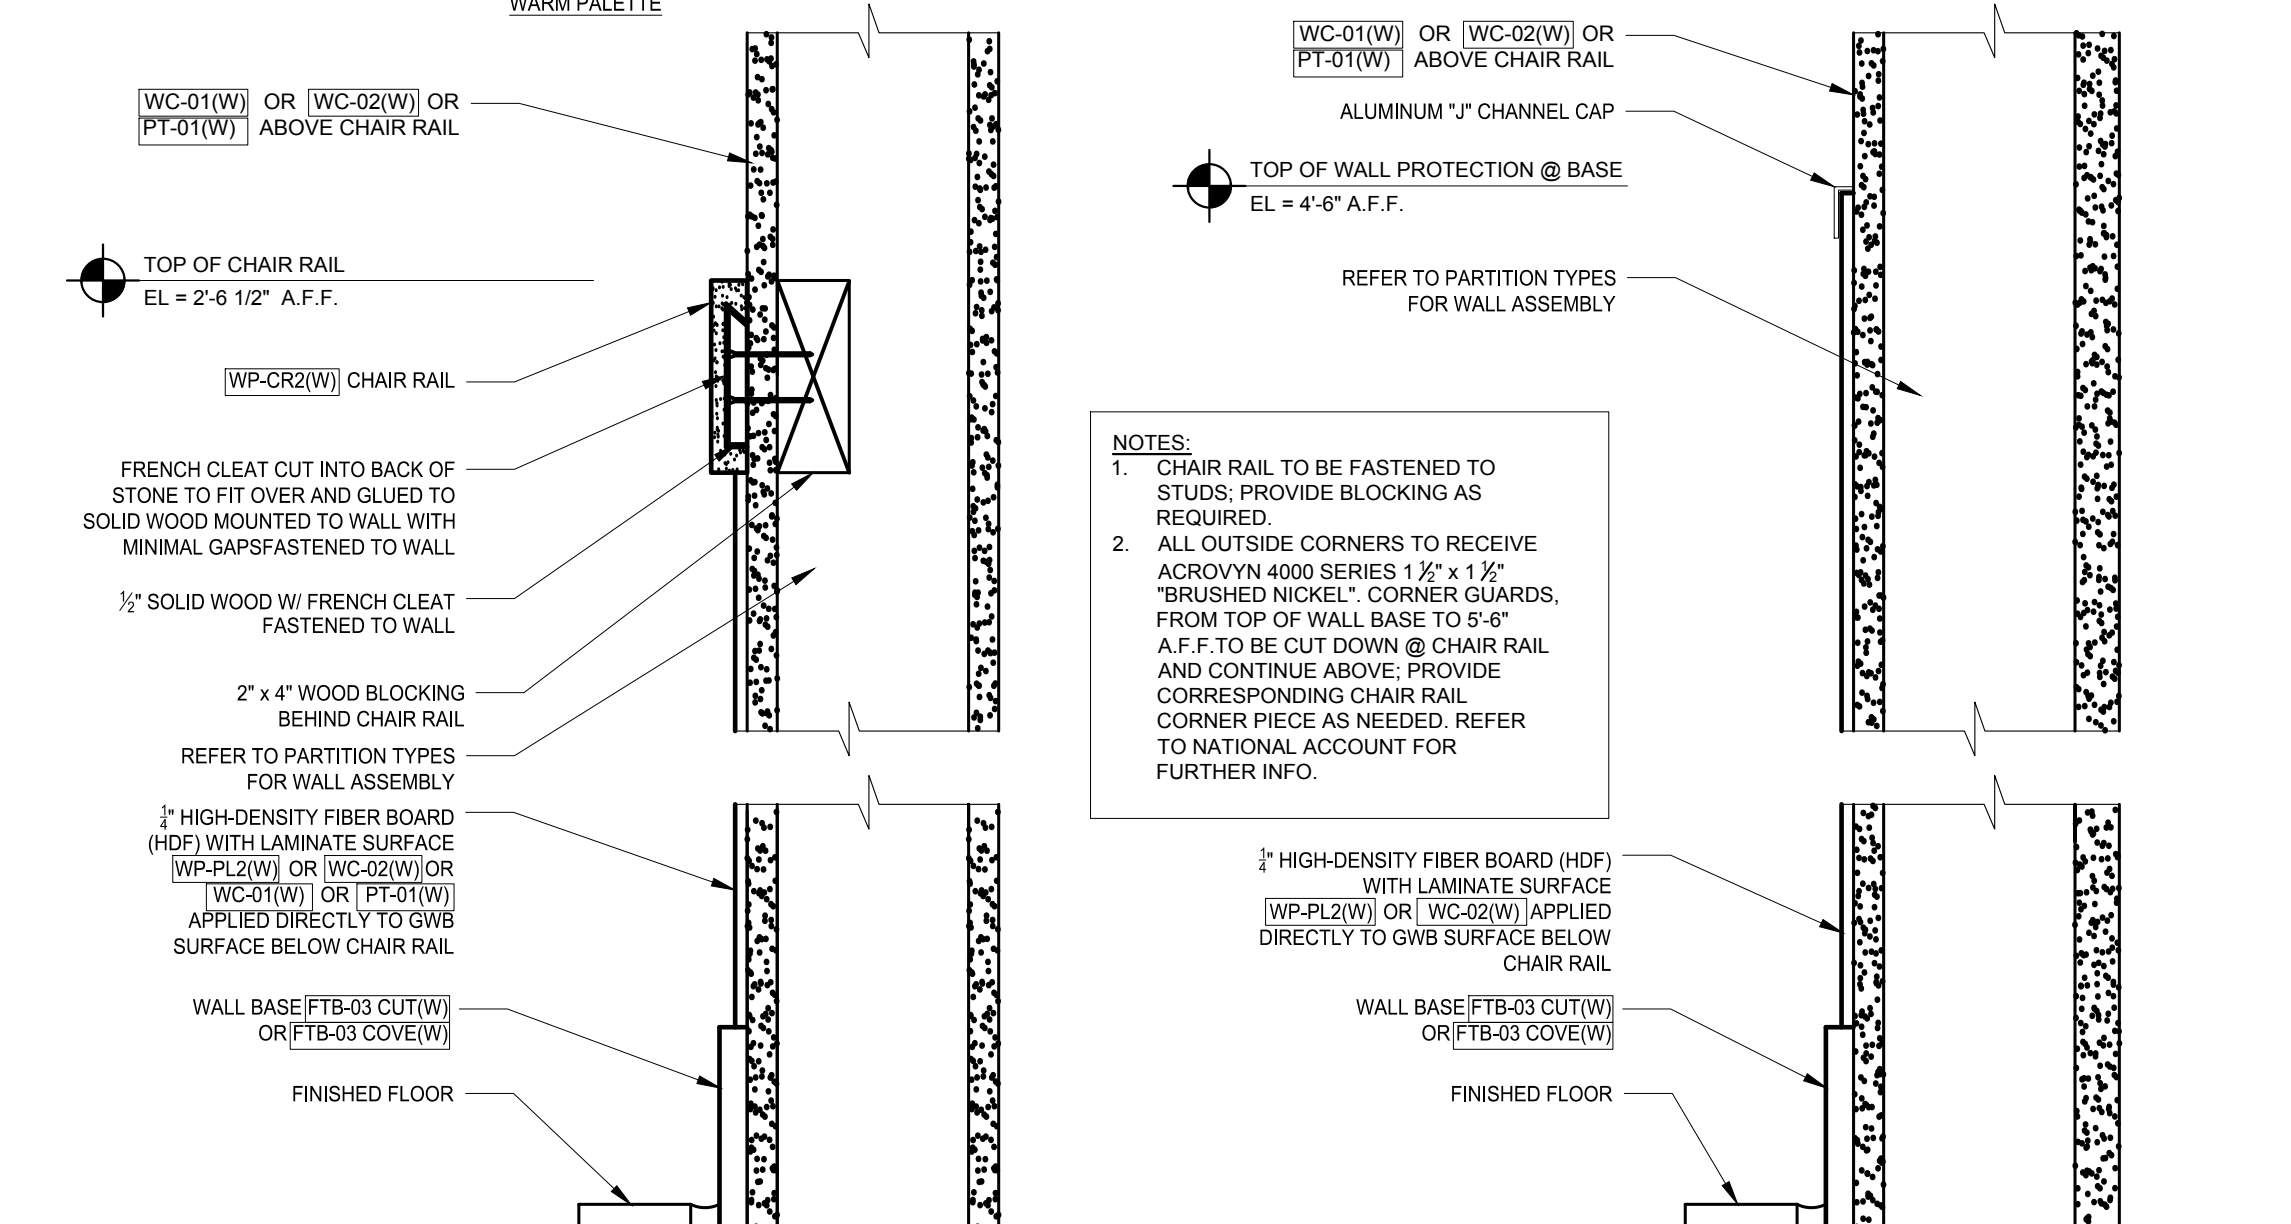 WARM PALETTE
WC-01(W) OR WC-02(W) OR
PT-01(W) ABOVE CHAIR RAIL
TOP OF CHAIR RAIL
EL = 2'-6 1/2" A.F.F.
WP-CR2(W) CHAIR RAIL
FRENCH CLEAT CUT INTO BACK OF
STONE TO FIT OVER AND GLUED TO
SOLID WOOD MOUNTED TO WALL WITH
MINIMAL GAPSFASTENED TO WALL
½" SOLID WOOD W/ FRENCH CLEAT
FASTENED TO WALL
2" x 4" WOOD BLOCKING
BEHIND CHAIR RAIL
REFER TO PARTITION TYPES
FOR WALL ASSEMBLY
¼" HIGH-DENSITY FIBER BOARD
(HDF) WITH LAMINATE SURFACE
WP-PL2(W) OR WC-02(W) OR
WC-01(W) OR PT-01(W)
APPLIED DIRECTLY TO GWB
SURFACE BELOW CHAIR RAIL
WALL BASE FTB-03 CUT(W)
OR FTB-03 COVE(W)
FINISHED FLOOR
WC-01(W) OR WC-02(W) OR
PT-01(W) ABOVE CHAIR RAIL
ALUMINUM "J" CHANNEL CAP
TOP OF WALL PROTECTION @ BASE
EL = 4'-6" A.F.F.
REFER TO PARTITION TYPES
FOR WALL ASSEMBLY
NOTES:
1. CHAIR RAIL TO BE FASTENED TO
STUDS; PROVIDE BLOCKING AS
REQUIRED.
2. ALL OUTSIDE CORNERS TO RECEIVE
ACROVYN 4000 SERIES 1 ½" x 1 ½"
"BRUSHED NICKEL". CORNER GUARDS,
FROM TOP OF WALL BASE TO 5'-6"
A.F.F.TO BE CUT DOWN @ CHAIR RAIL
AND CONTINUE ABOVE; PROVIDE
CORRESPONDING CHAIR RAIL
CORNER PIECE AS NEEDED. REFER
TO NATIONAL ACCOUNT FOR
FURTHER INFO.
¼" HIGH-DENSITY FIBER BOARD (HDF)
WITH LAMINATE SURFACE
WP-PL2(W) OR WC-02(W) APPLIED
DIRECTLY TO GWB SURFACE BELOW
CHAIR RAIL
WALL BASE FTB-03 CUT(W)
OR FTB-03 COVE(W)
FINISHED FLOOR